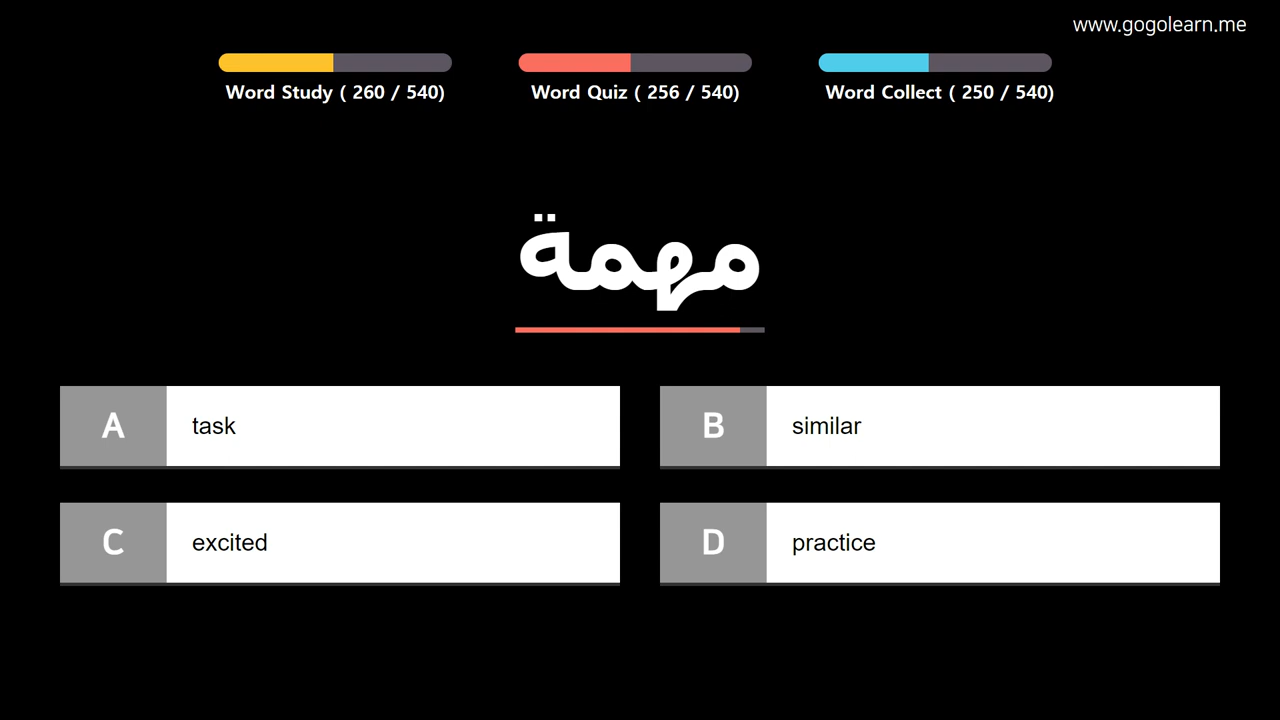 www.gogolearn.me
Word Study ( 260 / 540)
Word Quiz ( 256 / 540)
Word Collect ( 250 / 540)
مهمة
A task
B similar
C excited
D practice